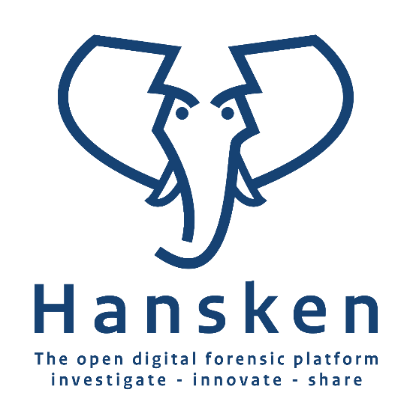 Hansken
The open digital forensic platform
investigate - innovate - share